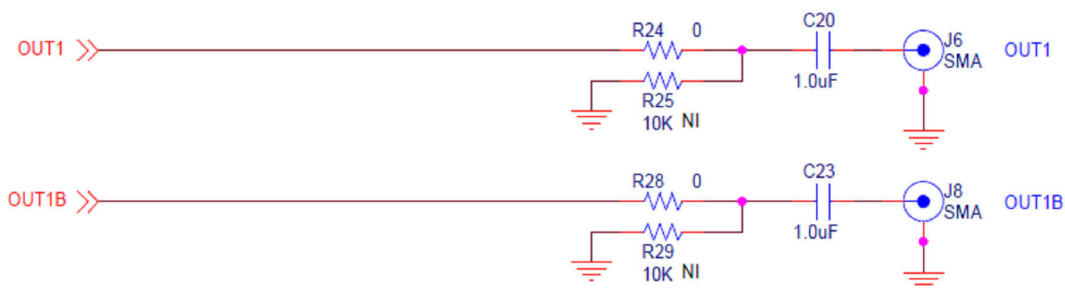 C20
R24 0
J6
OUT1
OUT1
SMA
R25
1.0uF
10K NI
C23
R28 0
J8
OUT1B
OUT1B
SMA
R29
1.0uF
10K NI